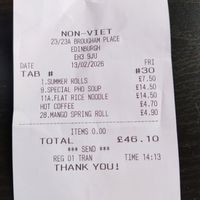 NON-VIET
23/23A BROUGHAM PLACE
EDINBURGH
EH3 9JU
13/02/2026 FRI
TAB # #30
1.SUMMER ROLLS £7.50
9.SPECIAL PHO SOUP £14.50
11A.FLAT RICE NOODLE £14.50
HOT COFFEE £4.70
2B.MANGO SPRING ROLL £4.90
ITEMS 0.00
TOTAL £46.10
*** SEND ***
REG 01 TRAN TIME 14:13
THANK YOU!